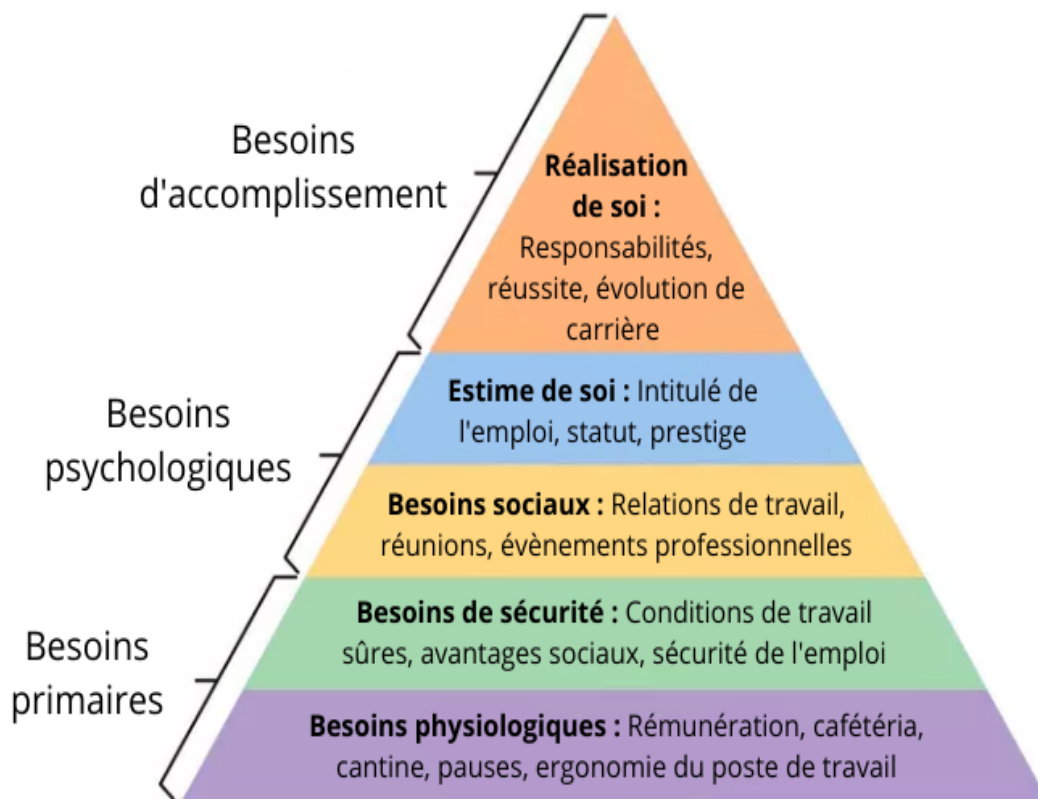 Besoins
d'accomplissement
Réalisation
de soi :
Responsabilités,
réussite, évolution de
carrière
Besoins
psychologiques
Estime de soi : Intitulé de
l'emploi, statut, prestige
Besoins sociaux : Relations de travail,
réunions, évènements professionnelles
Besoins
primaires
Besoins de sécurité : Conditions de travail
sûres, avantages sociaux, sécurité de l'emploi
Besoins physiologiques : Rémunération, cafétéria,
cantine, pauses, ergonomie du poste de travail